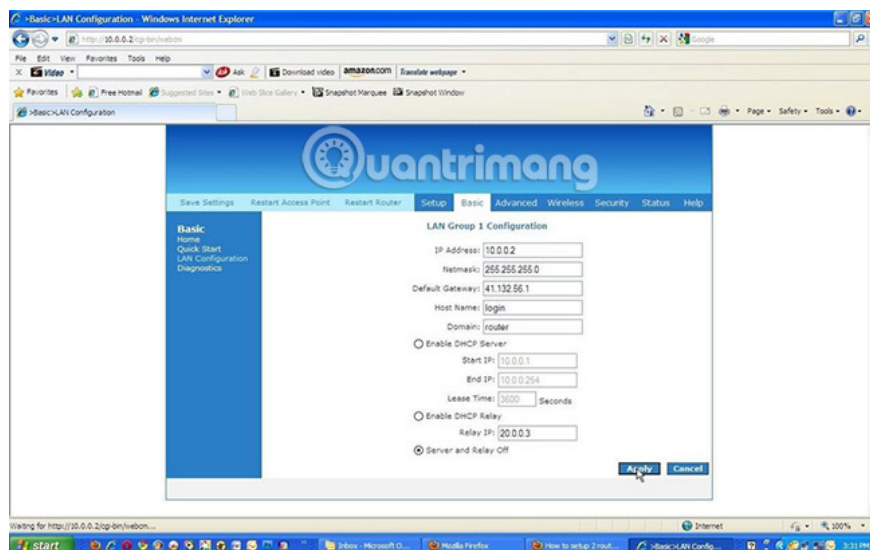 >Basic>LAN Configuration - Windows Internet Explorer
http://10.0.0.2/cgi-bin/webcm
Google
File Edit View Favorites Tools Help
X Video Ask Download video amazon.com Translate webpage
Favorites Free Hotmail Suggested Sites Web Slice Gallery Snapshot Marquee Snapshot Window
>Basic>LAN Configuration Page Safety Tools
Quantrimang
Save Settings Restart Access Point Restart Router Setup Basic Advanced Wireless Security Status Help
Basic
Home
Quick Start
LAN Configuration
Diagnostics
LAN Group 1 Configuration
IP Address: 10.0.0.2
Netmask: 255.255.255.0
Default Gateway: 41.132.56.1
Host Name: login
Domain: router
Enable DHCP Server
Start IP: 10.0.0.1
End IP: 10.0.0.254
Lease Time: 3600 Seconds
Enable DHCP Relay
Relay IP: 20.0.0.3
Server and Relay Off
Apply Cancel
Waiting for http://10.0.0.2/cgi-bin/webcm... Internet 100%
start Inbox - Microsoft O... Mozilla Firefox How to setup 2 rout... >Basic>LAN Config... 3:31 PM